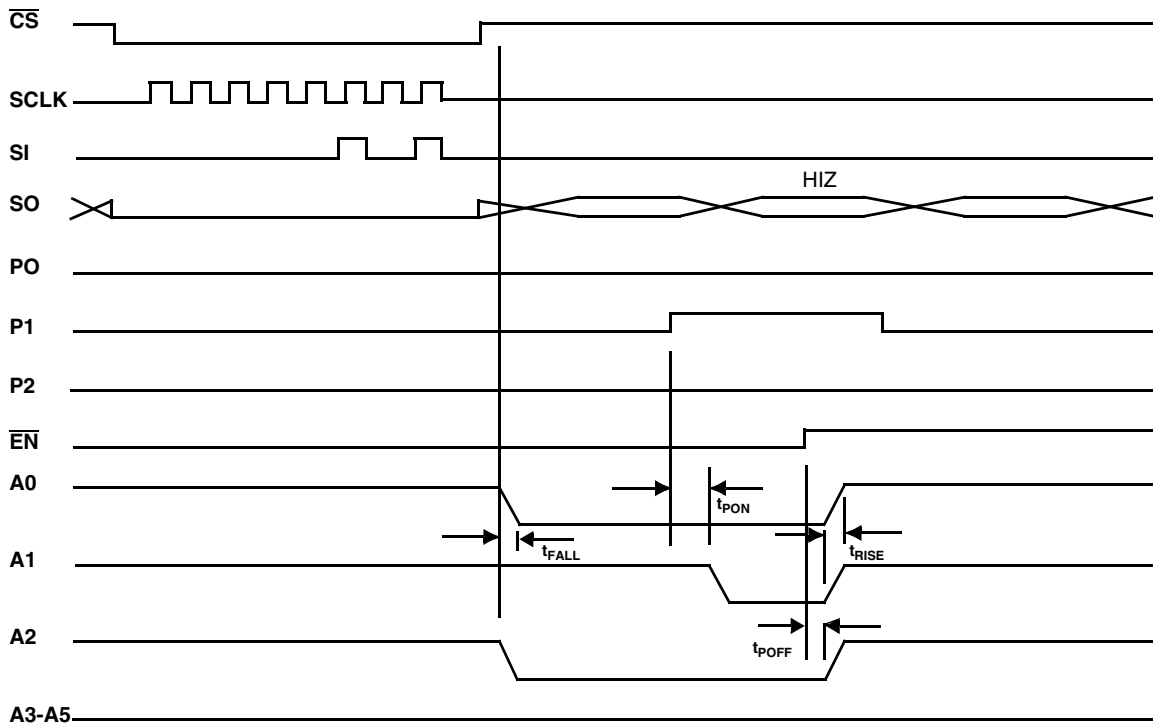 CS
SCLK
SI
SO
HIZ
PO
P1
P2
EN
A0
tPON
tFALL
tRISE
A1
A2
tPOFF
A3-A5